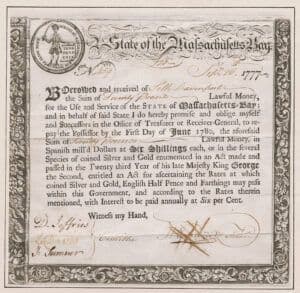 State of the Massachusetts Bay
1777
Borrowed and received of
the Sum of Pounds Lawful Money,
for the Use and Service of the State of Massachusetts-Bay;
and in behalf of said State I do hereby promise and oblige myself
and Successors in the Office of Treasurer or Receiver-General, to
repay the Possessor by the First Day of June 1782, the aforesaid
Sum of Lawful Money, in
Spanish mill'd Dollars at Six Shillings each, or in the several
Species of coined Silver and Gold enumerated in an Act made and
passed in the Twenty third Year of his late Majesty King George
the Second, entitled an Act for ascertaining the Rates at which
coined Silver and Gold, English Half Pence and Farthings may pass
within this Government, and according to the Rates therein
mentioned, with Interest to be paid annually at Six per Cent.
Witness my Hand,
D. Jeffries